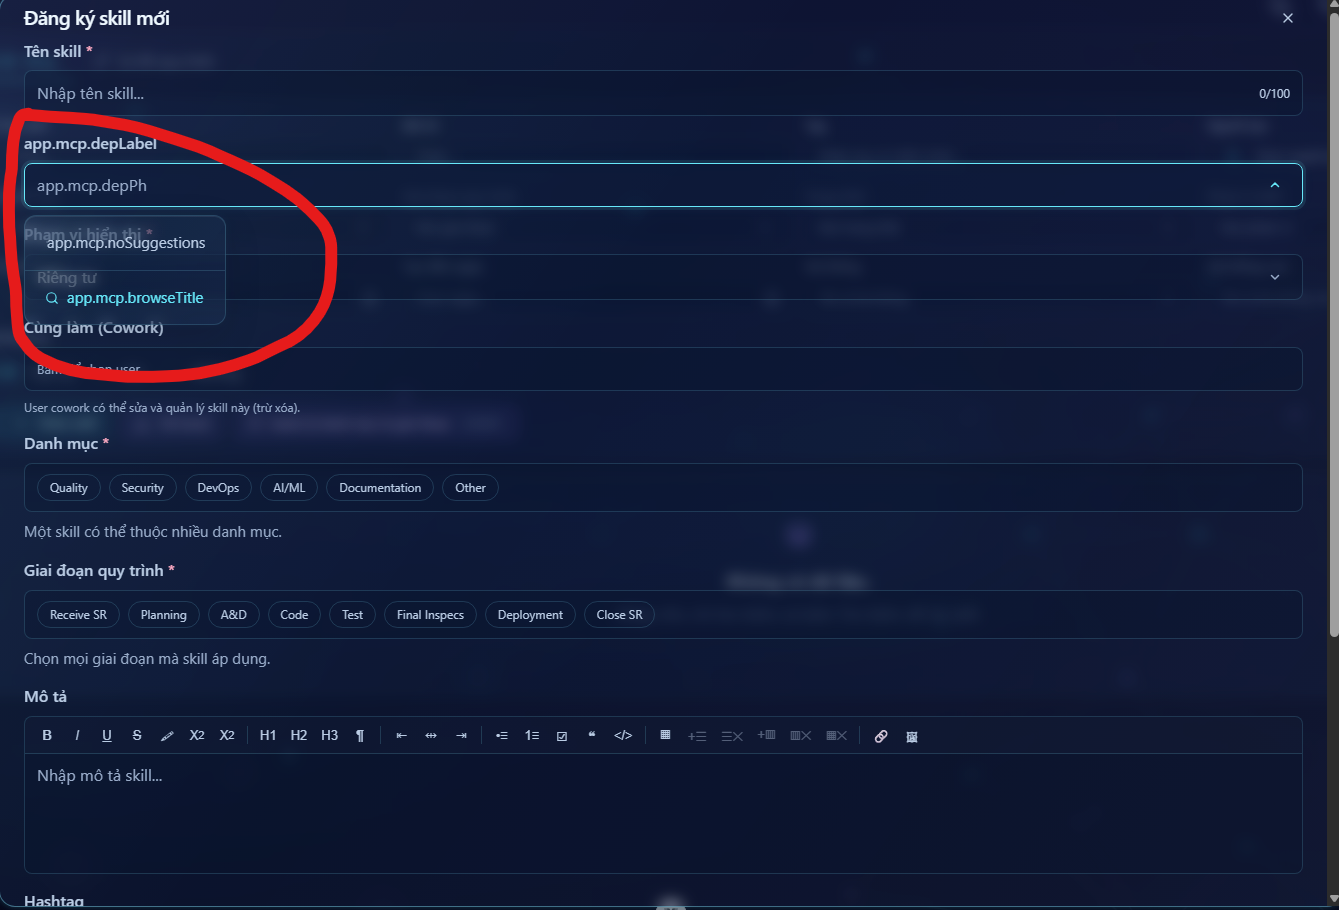 Đăng ký skill mới
Tên skill *
Nhập tên skill...
0/100
app.mcp.depLabel
app.mcp.depPh
Phạm vi hiển thị *
app.mcp.noSuggestions
Riêng tư
app.mcp.browseTitle
Cùng làm (Cowork)
user
User cowork có thể sửa và quản lý skill này (trừ xóa).
Danh mục *
Quality Security DevOps AI/ML Documentation Other
Một skill có thể thuộc nhiều danh mục.
Giai đoạn quy trình *
Receive SR Planning A&D Code Test Final Inspecs Deployment Close SR
Chọn mọi giai đoạn mà skill áp dụng.
Mô tả
B I U S X2 X2 H1 H2 H3 ¶ </>
Nhập mô tả skill...
Hashtag